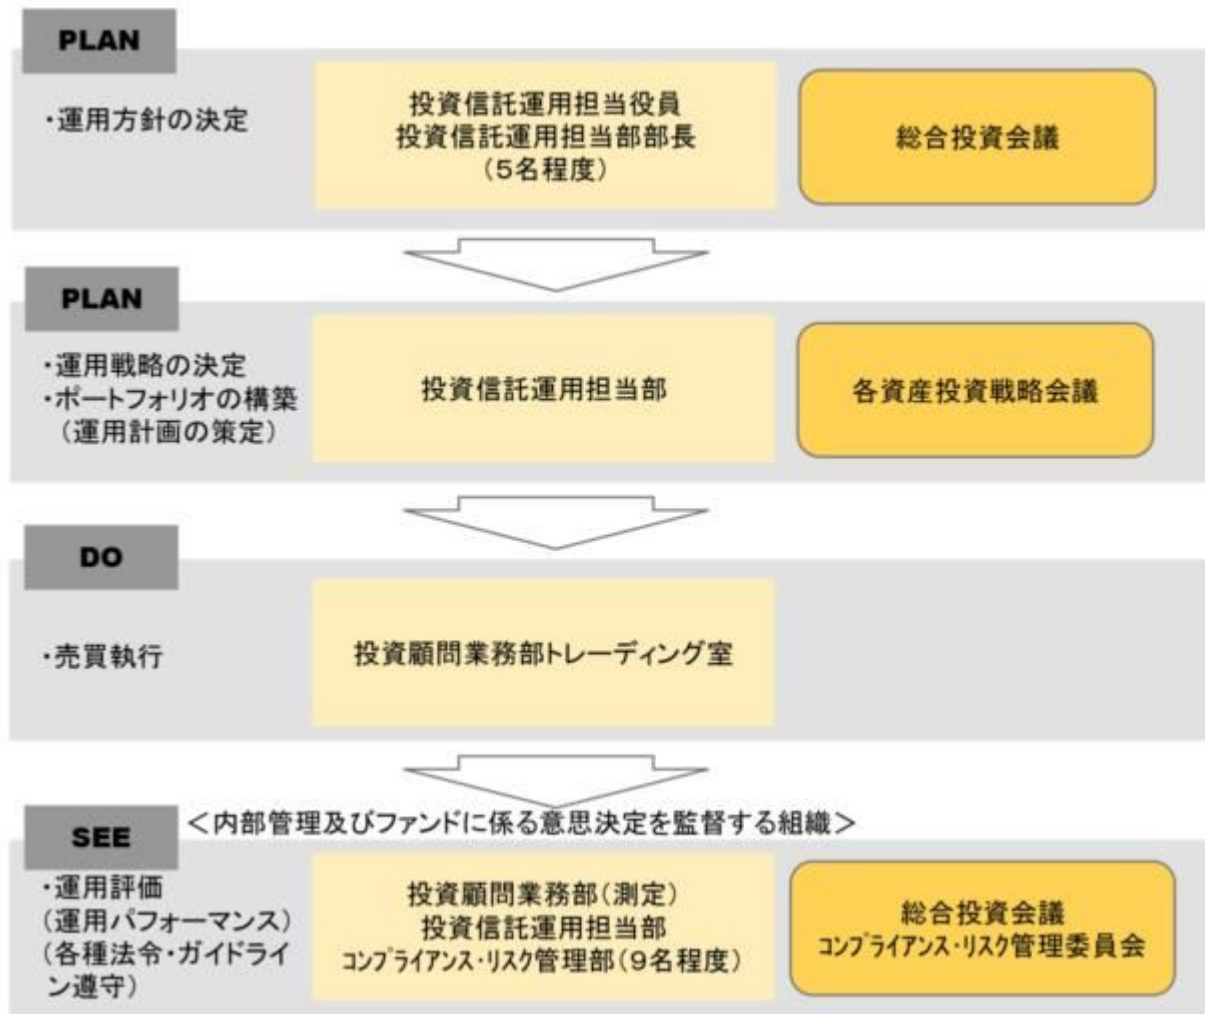 PLAN
・運用方針の決定
投資信託運用担当役員
投資信託運用担当部部長
(5名程度)
総合投資会議
PLAN
・運用戦略の決定
・ポートフォリオの構築
(運用計画の策定)
投資信託運用担当部
各資産投資戦略会議
DO
・売買執行
投資顧問業務部トレーディング室
SEE
＜内部管理及びファンドに係る意思決定を監督する組織＞
・運用評価
(運用パフォーマンス)
(各種法令・ガイドライ
ン遵守)
投資顧問業務部(測定)
投資信託運用担当部
ｺﾝﾌﾟﾗｲｱﾝｽ・ﾘｽｸ管理部(9名程度)
総合投資会議
ｺﾝﾌﾟﾗｲｱﾝｽ・ﾘｽｸ管理委員会